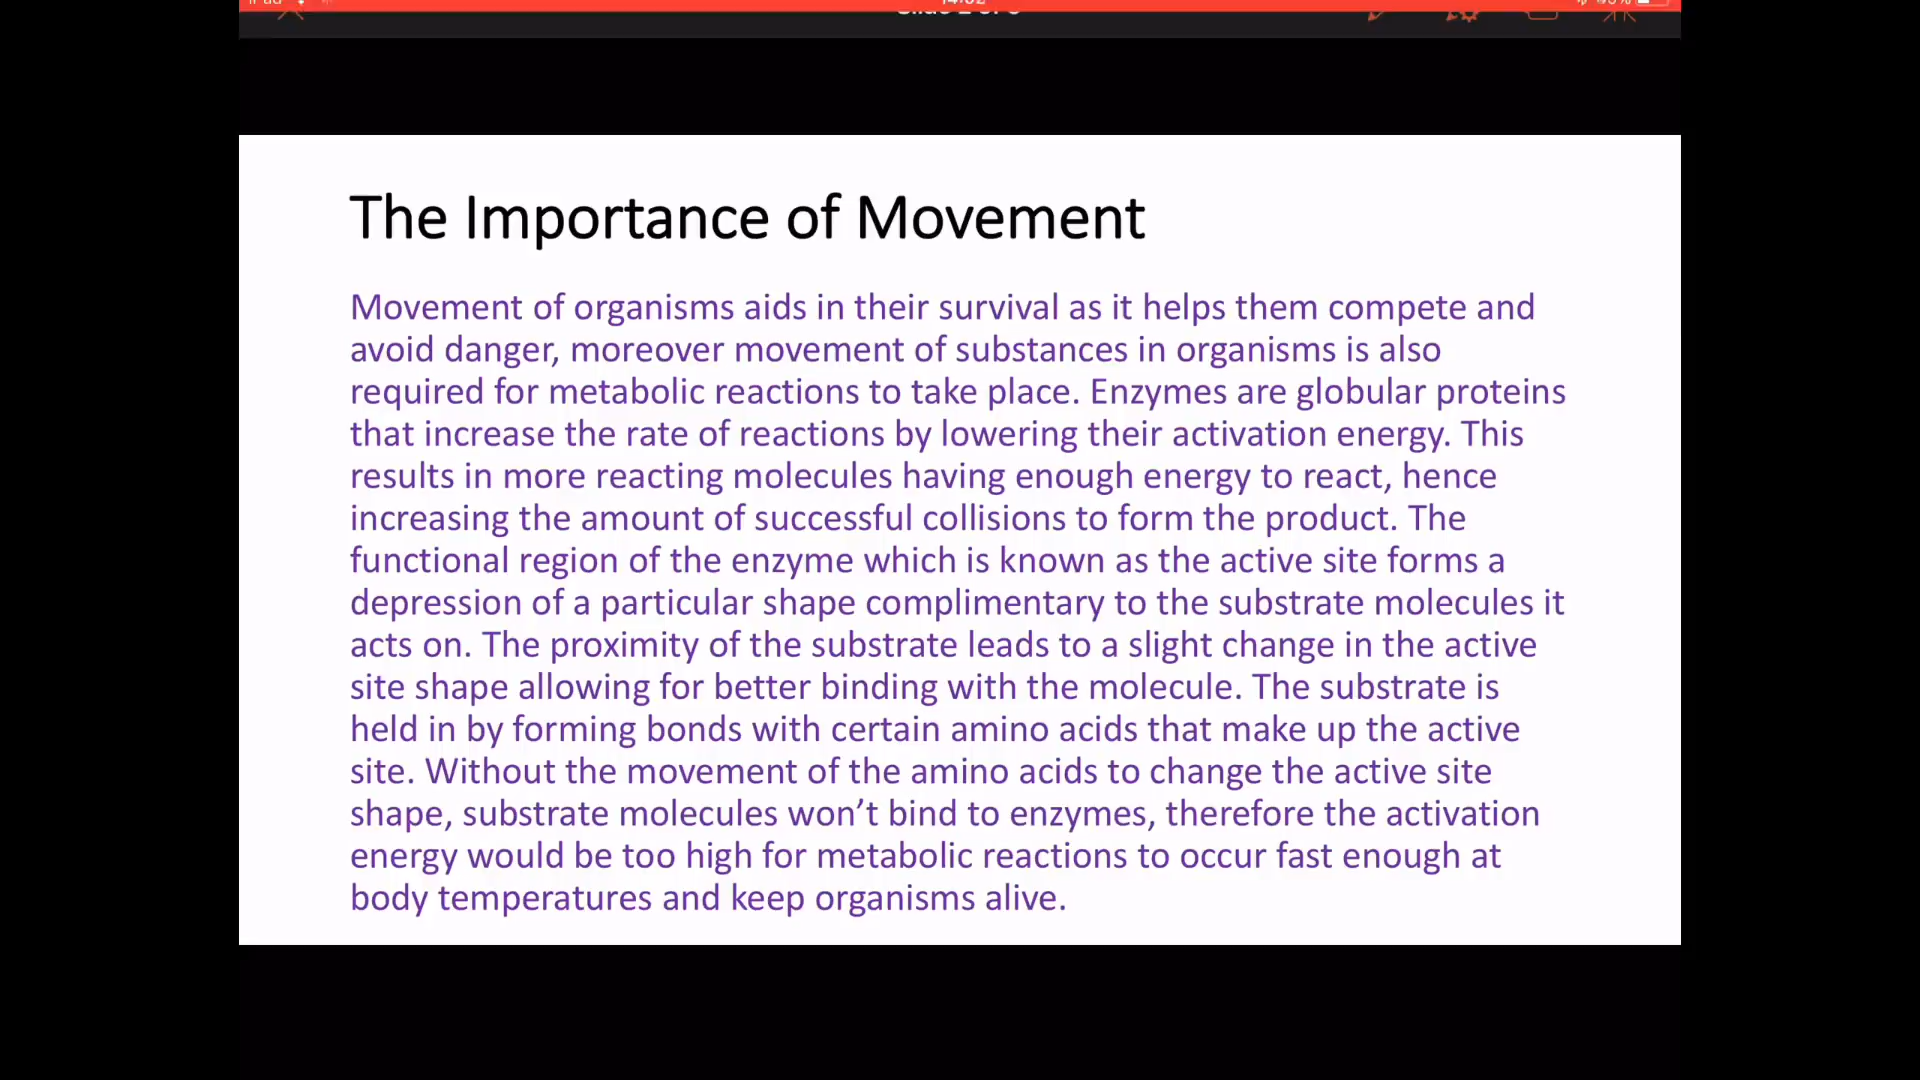 The Importance of Movement
Movement of organisms aids in their survival as it helps them compete and
avoid danger, moreover movement of substances in organisms is also
required for metabolic reactions to take place. Enzymes are globular proteins
that increase the rate of reactions by lowering their activation energy. This
results in more reacting molecules having enough energy to react, hence
increasing the amount of successful collisions to form the product. The
functional region of the enzyme which is known as the active site forms a
depression of a particular shape complimentary to the substrate molecules it
acts on. The proximity of the substrate leads to a slight change in the active
site shape allowing for better binding with the molecule. The substrate is
held in by forming bonds with certain amino acids that make up the active
site. Without the movement of the amino acids to change the active site
shape, substrate molecules won’t bind to enzymes, therefore the activation
energy would be too high for metabolic reactions to occur fast enough at
body temperatures and keep organisms alive.